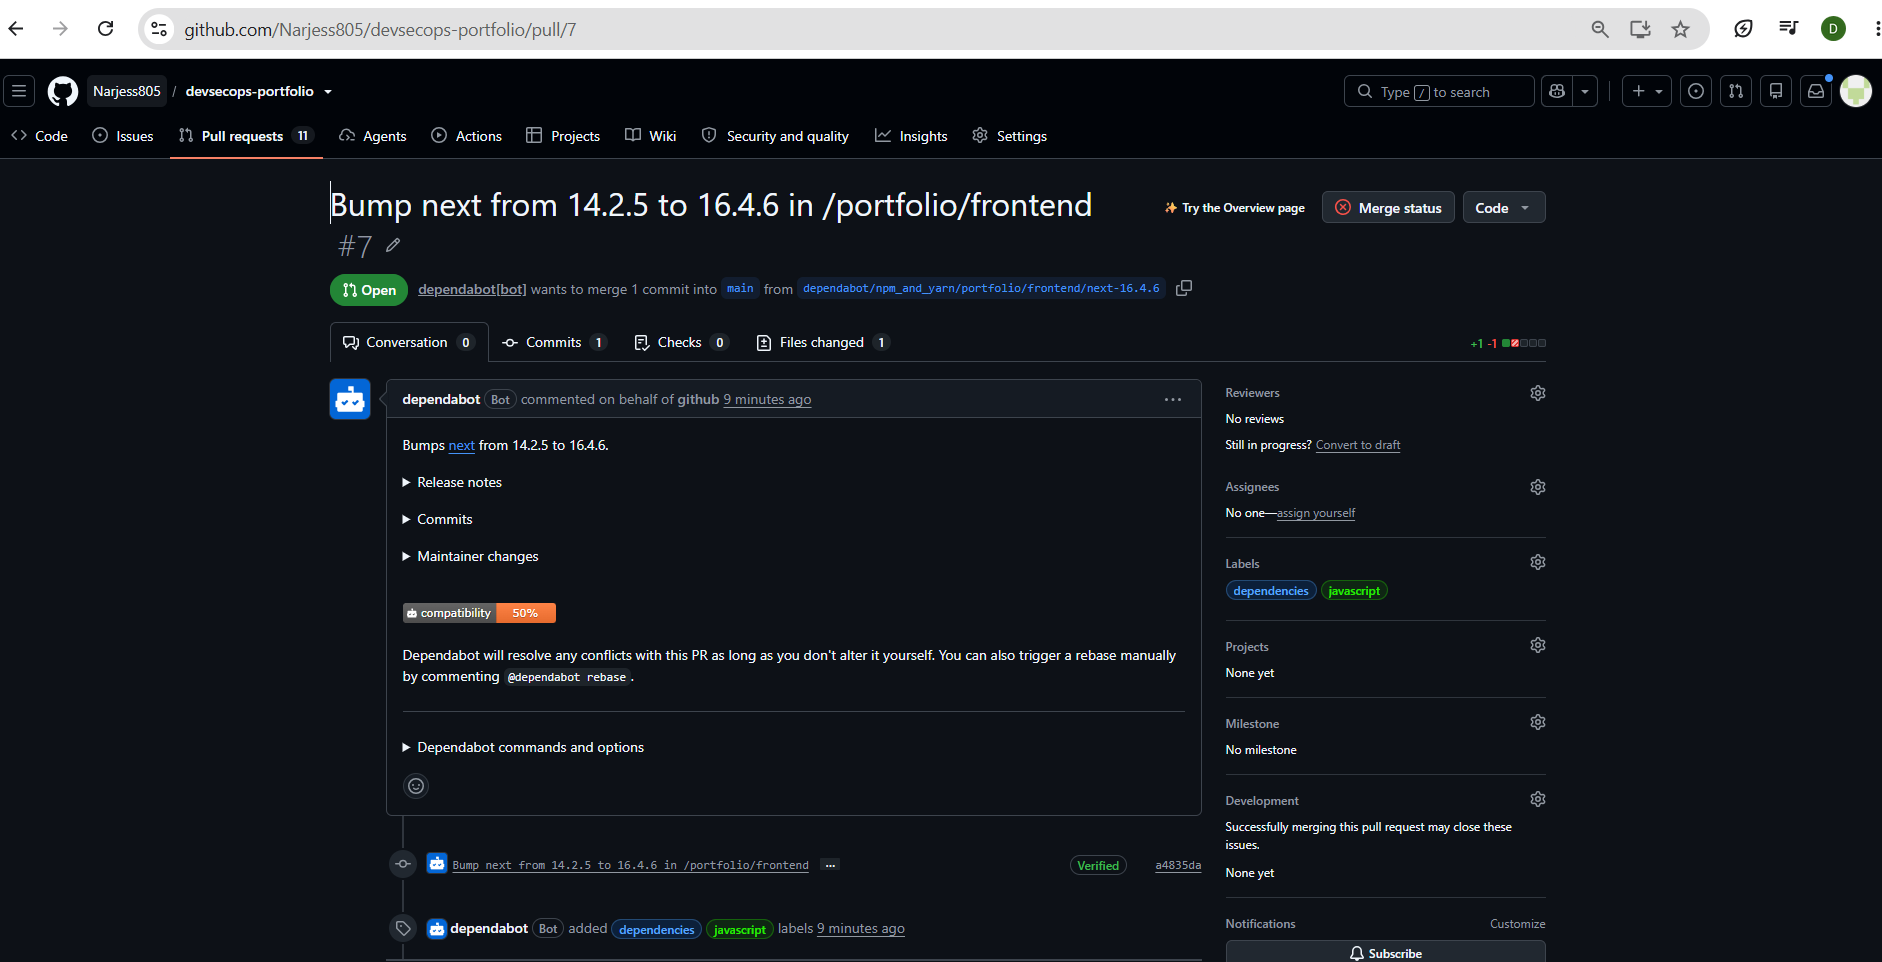 github.com/Narjess805/devsecops-portfolio/pull/7
D
Narjess805 / devsecops-portfolio
Type / to search
Code Issues Pull requests 11 Agents Actions Projects Wiki Security and quality Insights Settings
Bump next from 14.2.5 to 16.4.6 in /portfolio/frontend
#7
Try the Overview page Merge status Code
Open dependabot[bot] wants to merge 1 commit into main from dependabot/npm_and_yarn/portfolio/frontend/next-16.4.6
Conversation 0 Commits 1 Checks 0 Files changed 1 +1 -1
dependabot Bot commented on behalf of github 9 minutes ago ...
Bumps next from 14.2.5 to 16.4.6.
Release notes
Commits
Maintainer changes
compatibility 50%
Dependabot will resolve any conflicts with this PR as long as you don't alter it yourself. You can also trigger a rebase manually
by commenting @dependabot rebase.
Dependabot commands and options
Bump next from 14.2.5 to 16.4.6 in /portfolio/frontend ... Verified a4835da
dependabot Bot added dependencies javascript labels 9 minutes ago
Reviewers
No reviews
Still in progress? Convert to draft
Assignees
No one—assign yourself
Labels
dependencies javascript
Projects
None yet
Milestone
No milestone
Development
Successfully merging this pull request may close these
issues.
None yet
Notifications Customize
Subscribe